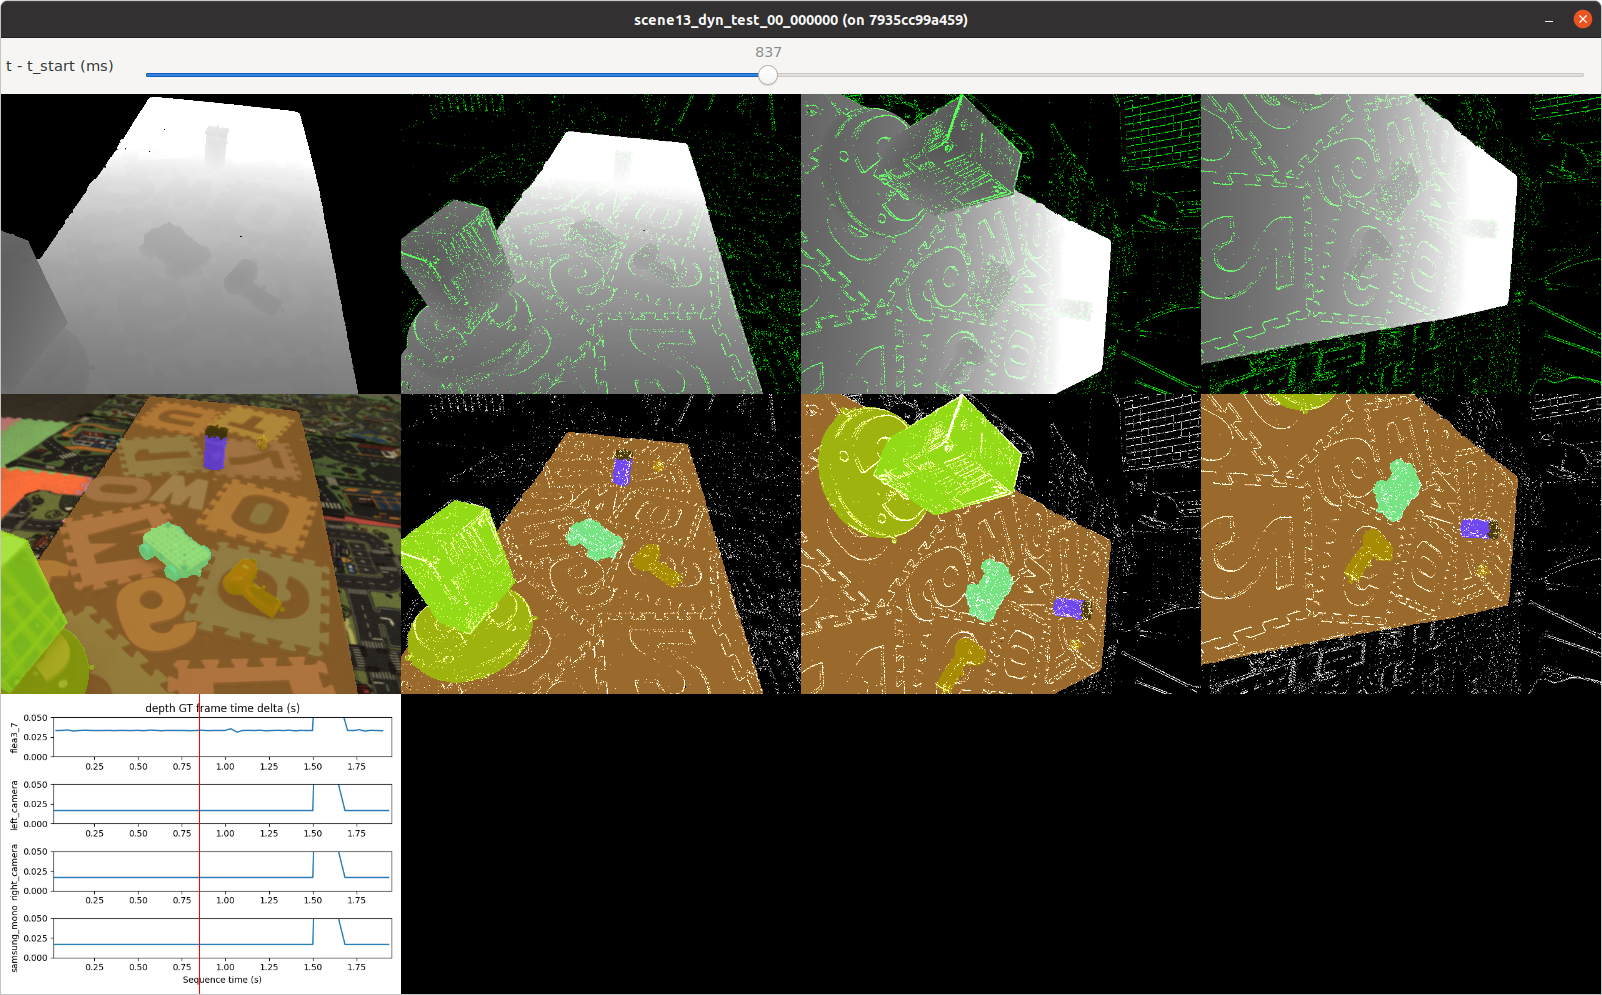 scene13_dyn_test_00_000000 (on 7935cc99a459)
837
t - t_start (ms)
depth GT frame time delta (s)
flea3_7
0.050
0.025
0.000
0.25 0.50 0.75 1.00 1.25 1.50 1.75
left_camera
0.050
0.025
0.000
0.25 0.50 0.75 1.00 1.25 1.50 1.75
right_camera
0.050
0.025
0.000
0.25 0.50 0.75 1.00 1.25 1.50 1.75
samsung_mono
0.050
0.025
0.000
0.25 0.50 0.75 1.00 1.25 1.50 1.75
Sequence time (s)